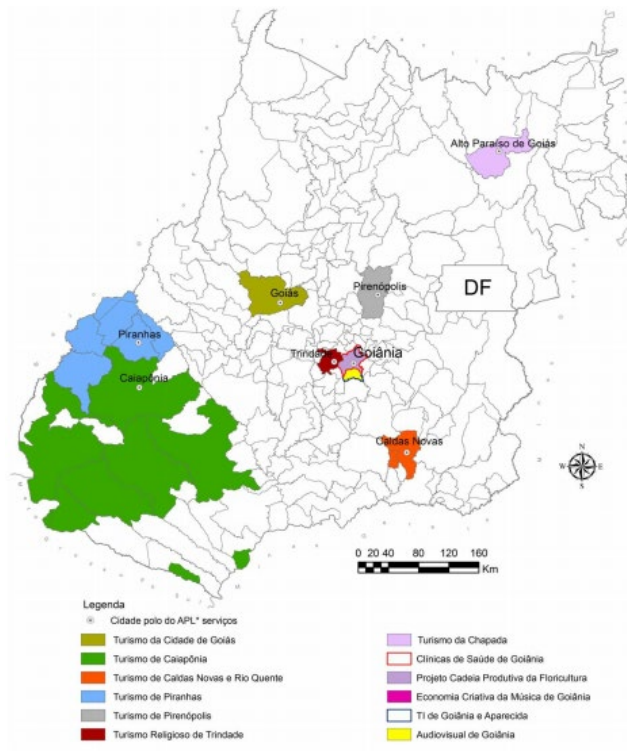 Alto Paraíso de Goiás
Pirenópolis
DF
Goiás
Piranhas
Trindade
Goiânia
Caiapônia
Caldas Novas
N
W E
S
0 20 40 80 120 160
Km
Legenda
Cidade polo do APL* serviços
Turismo da Cidade de Goiás
Turismo de Caiapônia
Turismo de Caldas Novas e Rio Quente
Turismo de Piranhas
Turismo de Pirenópolis
Turismo Religioso de Trindade
Turismo da Chapada
Clínicas de Saúde de Goiânia
Projeto Cadeia Produtiva da Floricultura
Economia Criativa da Música de Goiânia
TI de Goiânia e Aparecida
Audiovisual de Goiânia